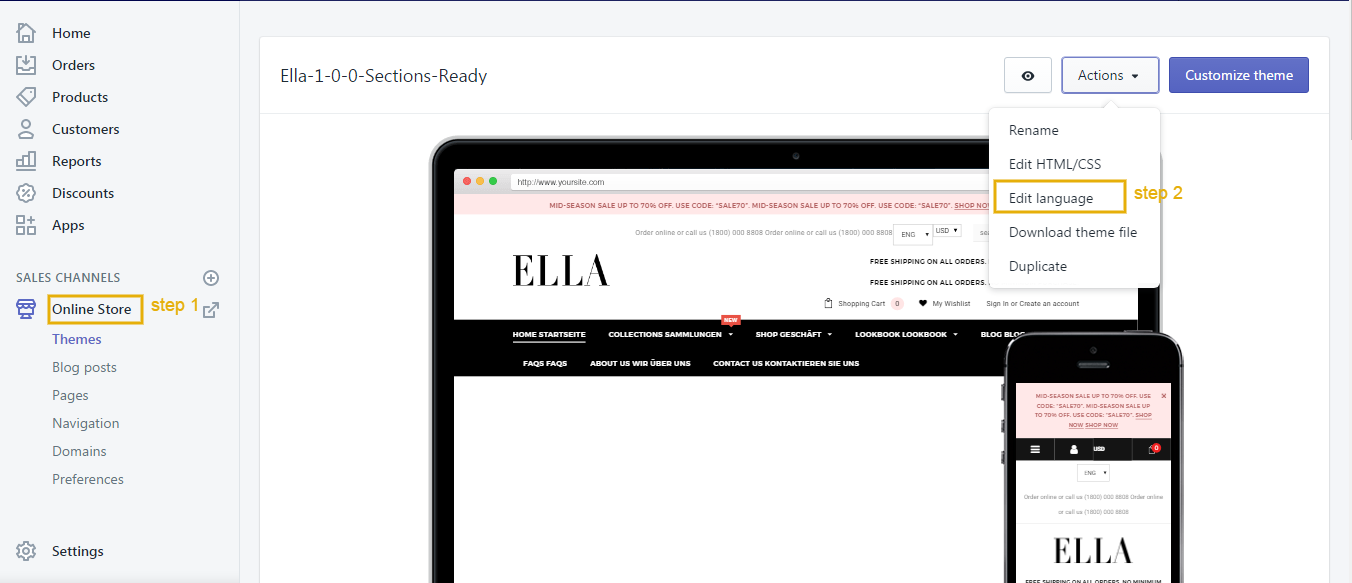 Home
Orders
Products
Customers
Reports
Discounts
Apps
SALES CHANNELS
Online Store
step 1
Themes
Blog posts
Pages
Navigation
Domains
Preferences
Settings
Ella-1-0-0-Sections-Ready
Actions
Customize theme
Rename
Edit HTML/CSS
Edit language
step 2
Download theme file
Duplicate
http://www.yoursite.com
MID-SEASON SALE UP TO 70% OFF. USE CODE: "SALE70". MID-SEASON SALE UP TO 70% OFF. USE CODE: "SALE70". SHOP NOW
Order online or call us (1800) 000 8808 Order online or call us (1800) 000 8808
ENG
USD
ELLA
FREE SHIPPING ON ALL ORDERS.
FREE SHIPPING ON ALL ORDERS.
Shopping Cart 0 My Wishlist Sign In or Create an account
NEW
HOME STARTSEITE COLLECTIONS SAMMLUNGEN SHOP GESCHÄFT LOOKBOOK LOOKBOOK BLOG BLOG
FAQS FAQS ABOUT US WIR ÜBER UNS CONTACT US KONTAKTIEREN SIE UNS
MID-SEASON SALE UP TO 70% OFF. USE
CODE: "SALE70". MID-SEASON SALE UP
TO 70% OFF. USE CODE: "SALE70". SHOP
NOW SHOP NOW
USD
0
ENG
Order online or call us (1800) 000 8808 Order online
or call us (1800) 000 8808
ELLA
FREE SHIPPING ON ALL ORDERS. NO MINIMUM